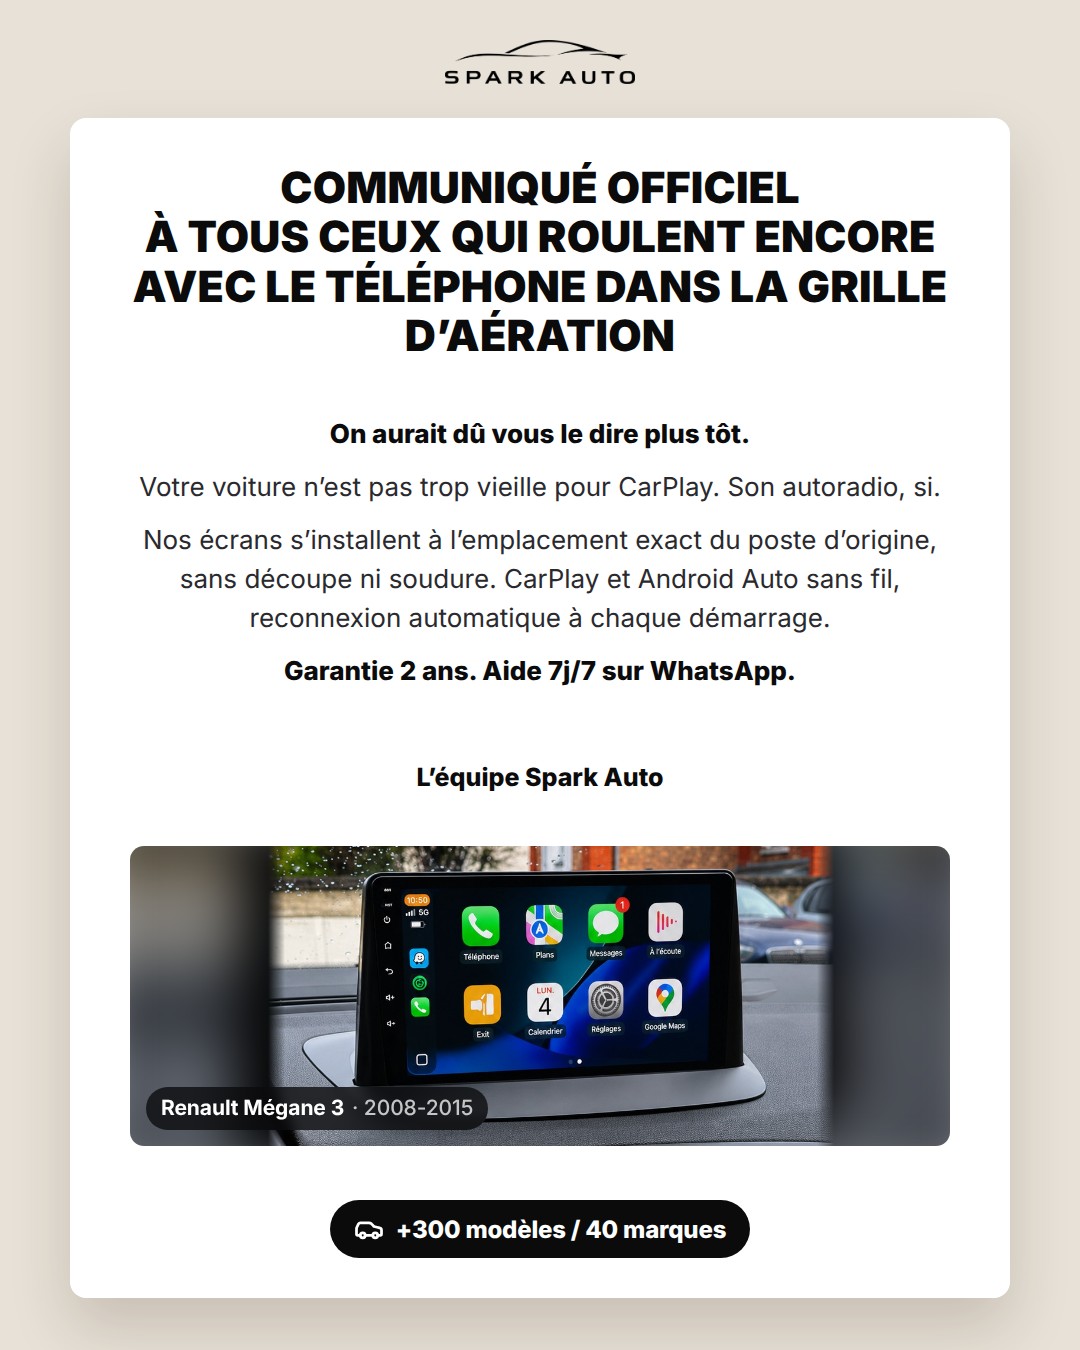 SPARK AUTO
COMMUNIQUÉ OFFICIEL
À TOUS CEUX QUI ROULENT ENCORE
AVEC LE TÉLÉPHONE DANS LA GRILLE
D’AÉRATION
On aurait dû vous le dire plus tôt.
Votre voiture n’est pas trop vieille pour CarPlay. Son autoradio, si.
Nos écrans s’installent à l’emplacement exact du poste d’origine,
sans découpe ni soudure. CarPlay et Android Auto sans fil,
reconnexion automatique à chaque démarrage.
Garantie 2 ans. Aide 7j/7 sur WhatsApp.
L’équipe Spark Auto
10:50
5G
1
Téléphone
Plans
Messages
À l’écoute
LUN.
4
Exit
Calendrier
Réglages
Google Maps
Renault Mégane 3 · 2008-2015
+300 modèles / 40 marques